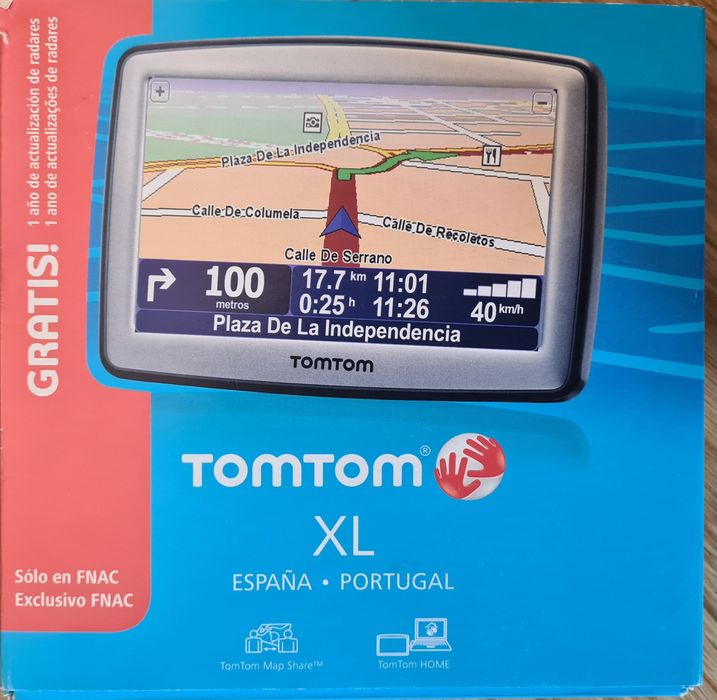 GRATIS! 1 año de actualización de radares
1 ano de actualizações de radares
+
-
Plaza De La Independencia
Calle De Columela
Calle De Recoletos
Calle De Serrano
100
metros
17.7 km 11:01
0:25 h 11:26
40 km/h
Plaza De La Independencia
TOMTOM
TOMTOM®
XL
ESPAÑA • PORTUGAL
Sólo en FNAC
Exclusivo FNAC
TomTom Map Share™
TomTom HOME